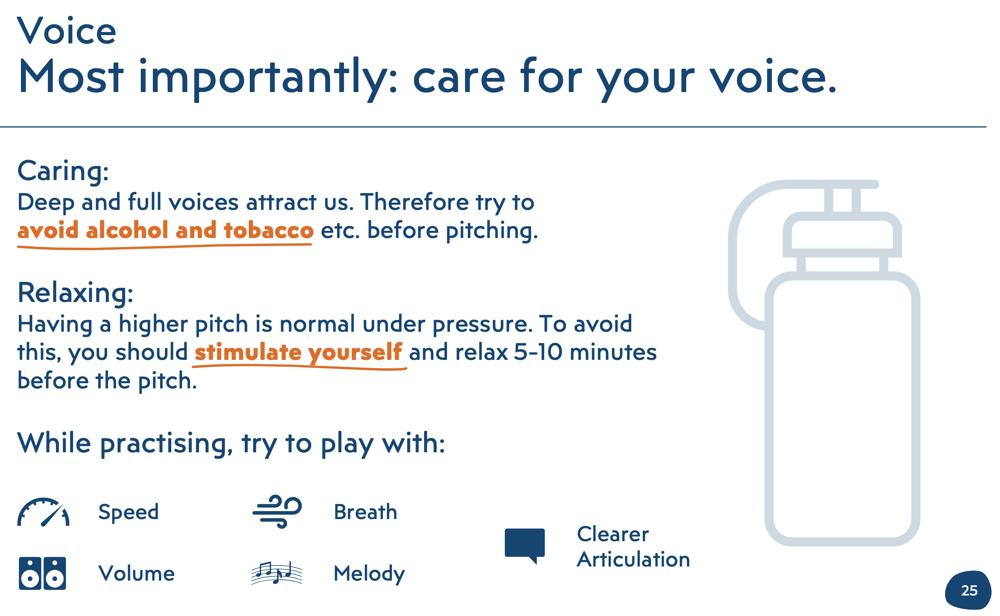 Voice
Most importantly: care for your voice.
Caring:
Deep and full voices attract us. Therefore try to
avoid alcohol and tobacco etc. before pitching.
Relaxing:
Having a higher pitch is normal under pressure. To avoid
this, you should stimulate yourself and relax 5-10 minutes
before the pitch.
While practising, try to play with:
Speed
Breath
Volume
Melody
Clearer
Articulation
25